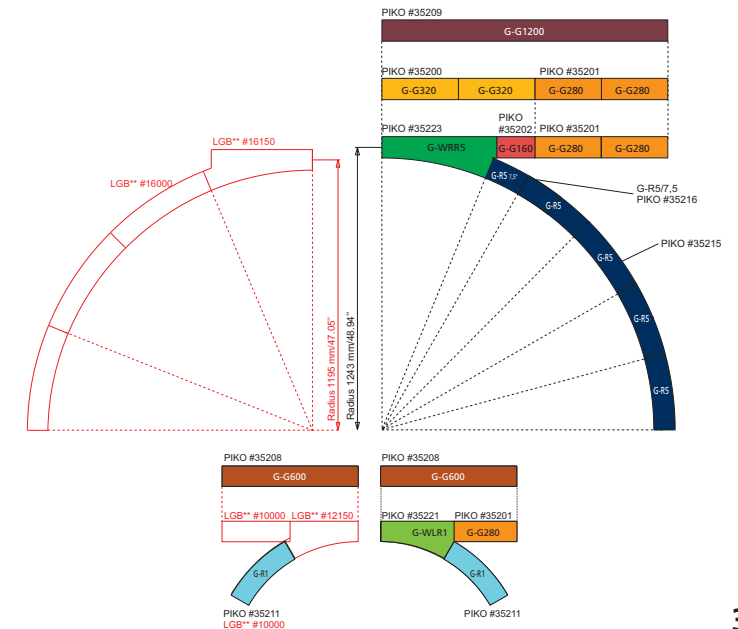 PIKO #35209
G-G1200
PIKO #35200
PIKO #35201
G-G320
G-G320
G-G280
G-G280
PIKO #35223
PIKO
#35202
PIKO #35201
G-WRR5
G-G160
G-G280
G-G280
LGB** #16150
LGB** #16000
G-R5 7,5°
G-R5/7,5
PIKO #35216
G-R5
PIKO #35215
G-R5
G-R5
G-R5
Radius 1195 mm/47.05"
Radius 1243 mm/48.94"
PIKO #35208
PIKO #35208
G-G600
G-G600
LGB** #10000
LGB** #12150
PIKO #35221
PIKO #35201
G-WLR1
G-G280
G-R1
G-R1
PIKO #35211
LGB** #10000
PIKO #35211